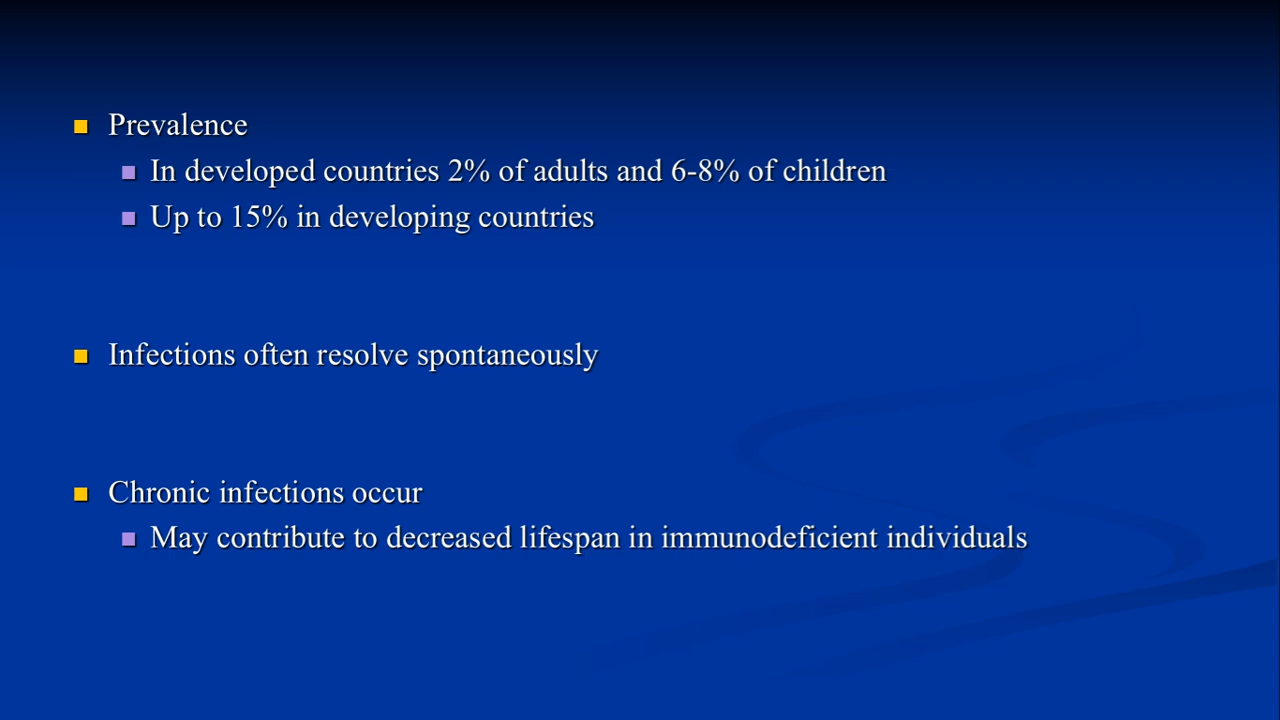 Prevalence
In developed countries 2% of adults and 6-8% of children
Up to 15% in developing countries
Infections often resolve spontaneously
Chronic infections occur
May contribute to decreased lifespan in immunodeficient individuals